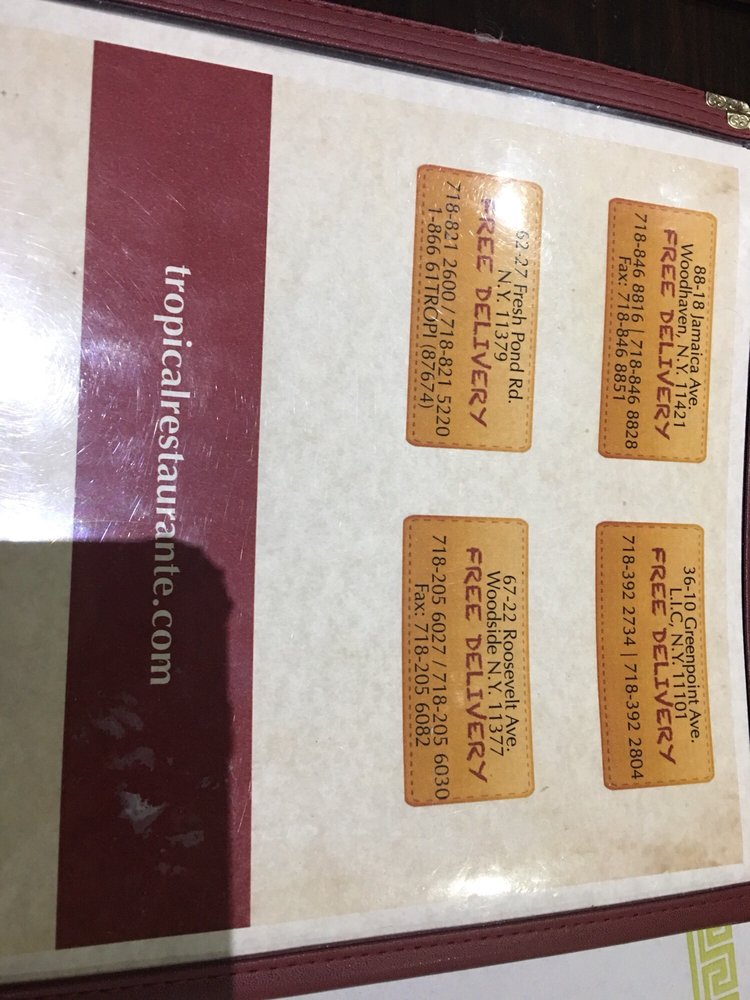 88-18 Jamaica Ave.
Woodhaven, N.Y. 11421
FREE DELIVERY
718-846 8816 | 718-846 8828
Fax: 718-846 8851
36-10 Greenpoint Ave.
L.I.C, N.Y. 11101
FREE DELIVERY
718-392 2734 | 718-392 2804
62-27 Fresh Pond Rd.
N.Y. 11379
FREE DELIVERY
718-821 2600 / 718-821 5220
1-866 61TROPI (87674)
67-22 Roosevelt Ave.
Woodside N.Y. 11377
FREE DELIVERY
718-205 6027 / 718-205 6030
Fax: 718-205 6082
tropicalrestaurante.com